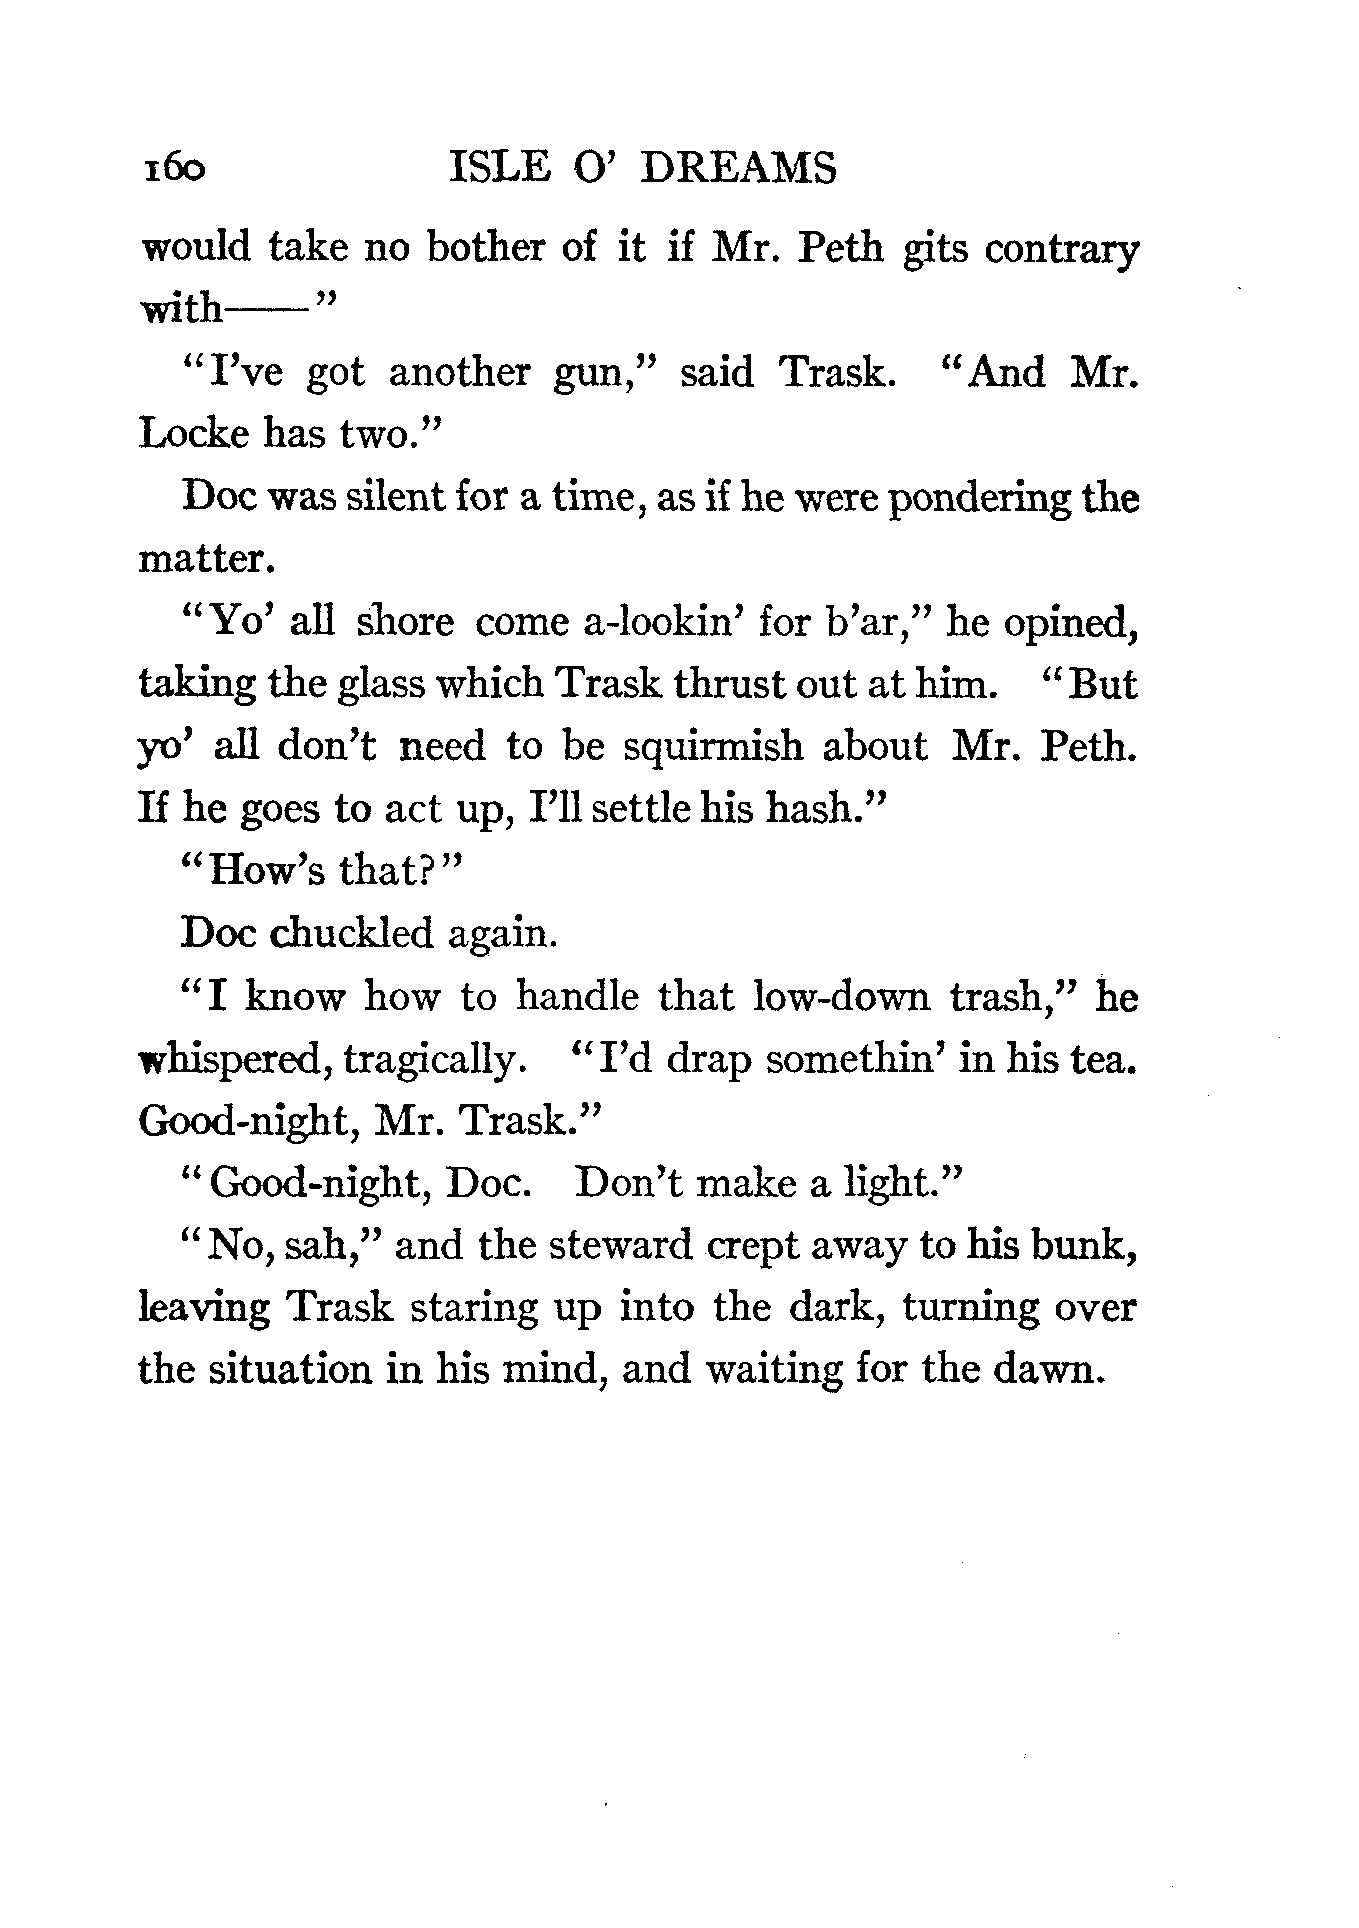 160 ISLE O' DREAMS
would take no bother of it if Mr. Peth gits contrary
with——"
"I've got another gun," said Trask. "And Mr.
Locke has two."
Doc was silent for a time, as if he were pondering the
matter.
"Yo' all shore come a-lookin' for b'ar," he opined,
taking the glass which Trask thrust out at him. "But
yo' all don't need to be squirmish about Mr. Peth.
If he goes to act up, I'll settle his hash."
"How's that?"
Doc chuckled again.
"I know how to handle that low-down trash," he
whispered, tragically. "I'd drap somethin' in his tea.
Good-night, Mr. Trask."
"Good-night, Doc. Don't make a light."
"No, sah," and the steward crept away to his bunk,
leaving Trask staring up into the dark, turning over
the situation in his mind, and waiting for the dawn.